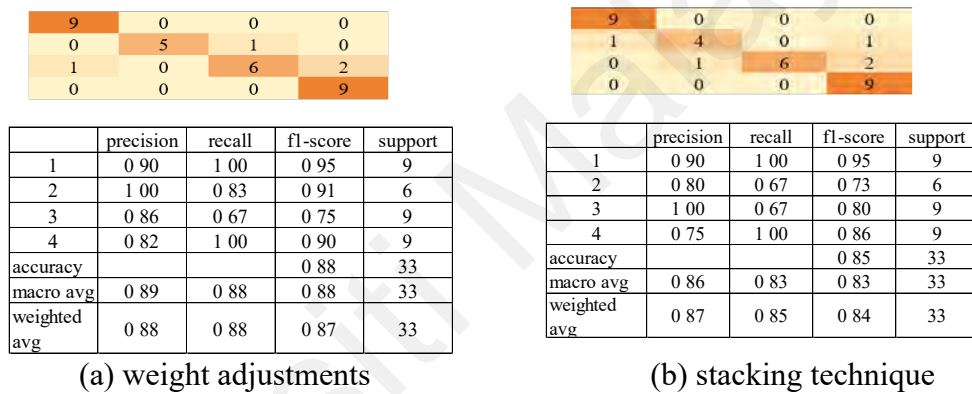 9 0 0 0
0 5 1 0
1 0 6 2
0 0 0 9
precision recall f1-score support
1 0 90 1 00 0 95 9
2 1 00 0 83 0 91 6
3 0 86 0 67 0 75 9
4 0 82 1 00 0 90 9
accuracy 0 88 33
macro avg 0 89 0 88 0 88 33
weighted
avg 0 88 0 88 0 87 33
(a) weight adjustments
9 0 0 0
1 4 0 1
0 1 6 2
0 0 0 9
precision recall f1-score support
1 0 90 1 00 0 95 9
2 0 80 0 67 0 73 6
3 1 00 0 67 0 80 9
4 0 75 1 00 0 86 9
accuracy 0 85 33
macro avg 0 86 0 83 0 83 33
weighted
avg 0 87 0 85 0 84 33
(b) stacking technique